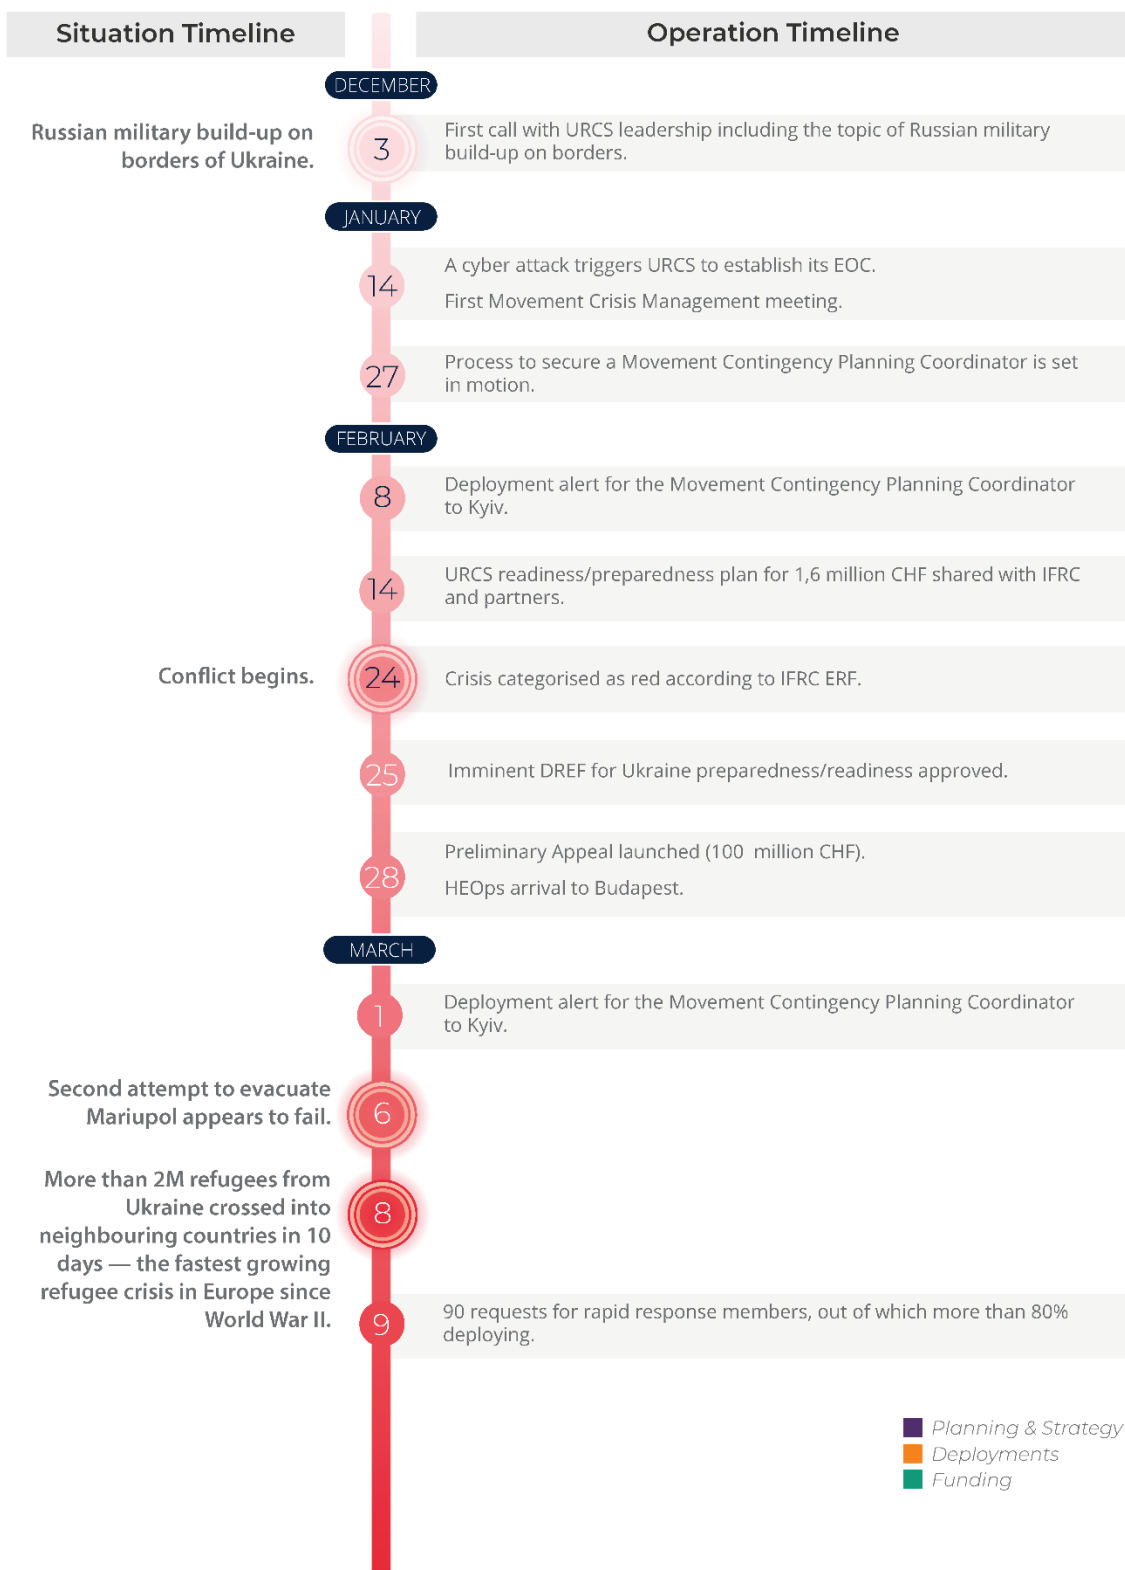 Situation Timeline
Operation Timeline
DECEMBER
Russian military build-up on
borders of Ukraine.
3
First call with URCS leadership including the topic of Russian military
build-up on borders.
JANUARY
14
A cyber attack triggers URCS to establish its EOC.
First Movement Crisis Management meeting.
27
Process to secure a Movement Contingency Planning Coordinator is set
in motion.
FEBRUARY
8
Deployment alert for the Movement Contingency Planning Coordinator
to Kyiv.
14
URCS readiness/preparedness plan for 1,6 million CHF shared with IFRC
and partners.
Conflict begins.
24
Crisis categorised as red according to IFRC ERF.
25
Imminent DREF for Ukraine preparedness/readiness approved.
28
Preliminary Appeal launched (100 million CHF).
HEOps arrival to Budapest.
MARCH
1
Deployment alert for the Movement Contingency Planning Coordinator
to Kyiv.
Second attempt to evacuate
Mariupol appears to fail.
6
More than 2M refugees from
Ukraine crossed into
neighbouring countries in 10
days — the fastest growing
refugee crisis in Europe since
World War II.
8
9
90 requests for rapid response members, out of which more than 80%
deploying.
Planning & Strategy
Deployments
Funding